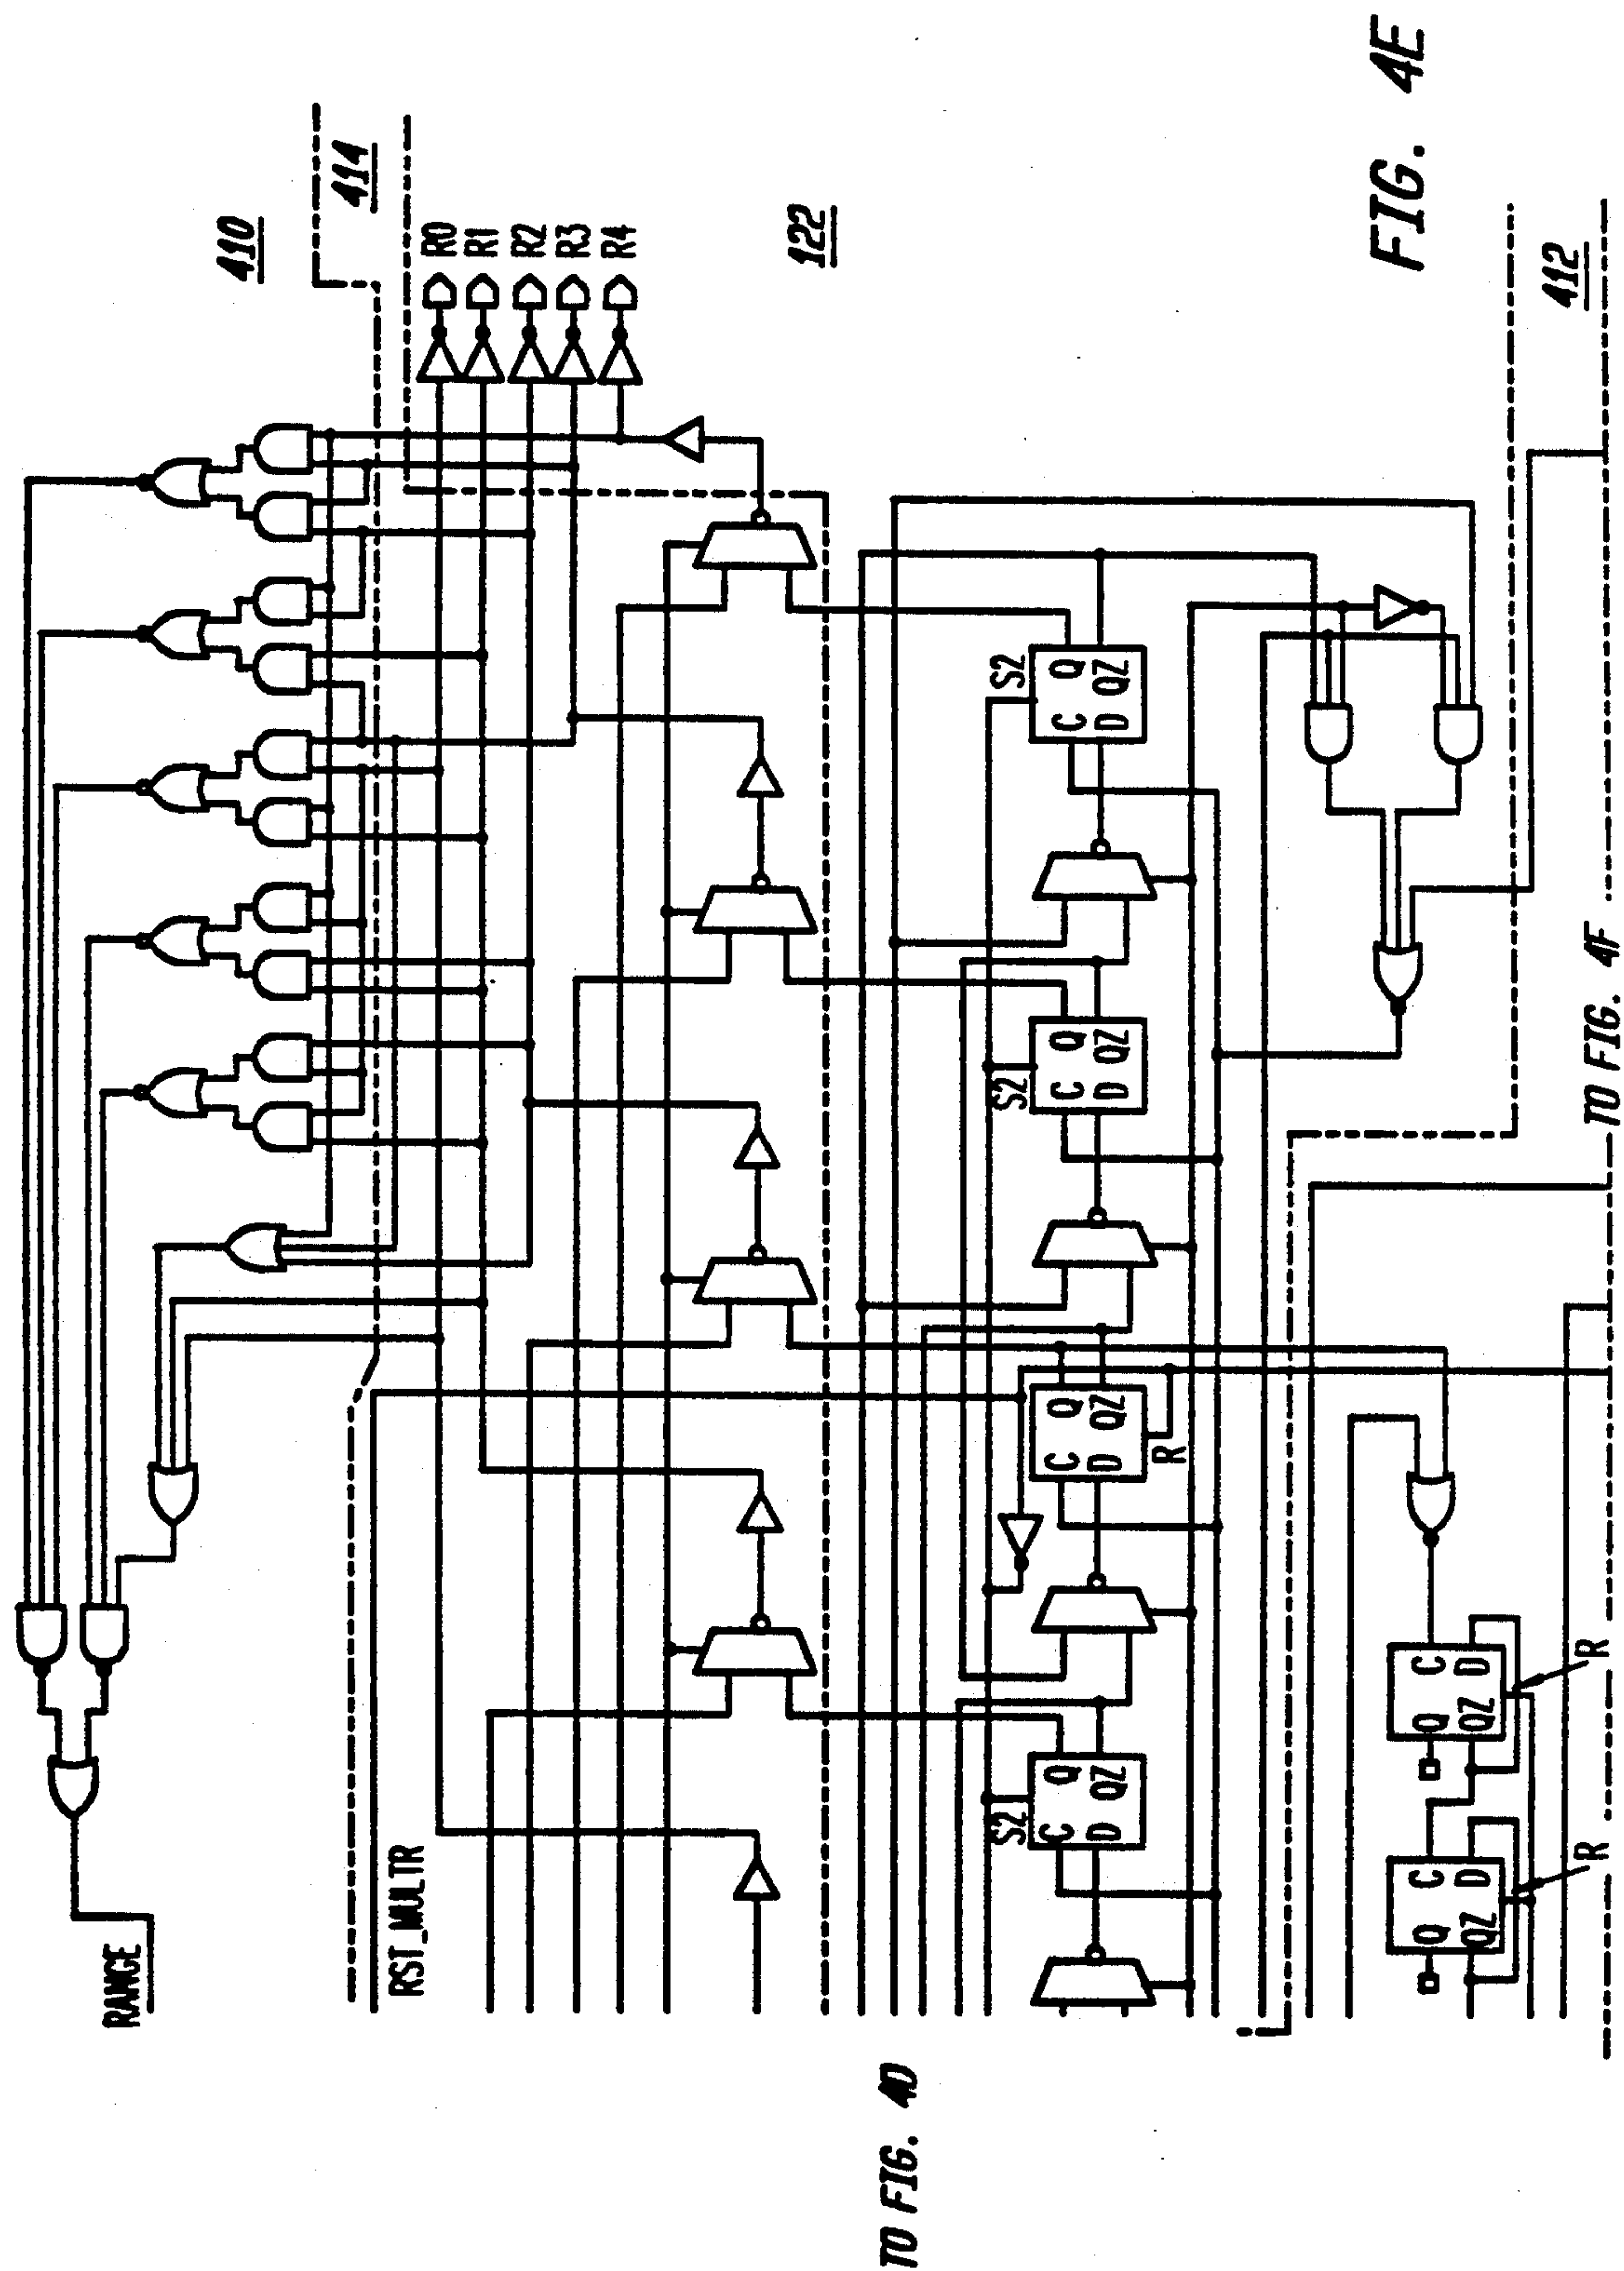 RANGE
410
414
R0
R1
R2
R3
R4
RST_MULTR
122
S2
C Q
D QZ
S2
C Q
D QZ
R
C Q
D QZ
S2
C Q
D QZ
S2
TO FIG. 4D
Q C
QZ D
R
Q C
QZ D
R
412
TO FIG. 4F
FIG. 4E